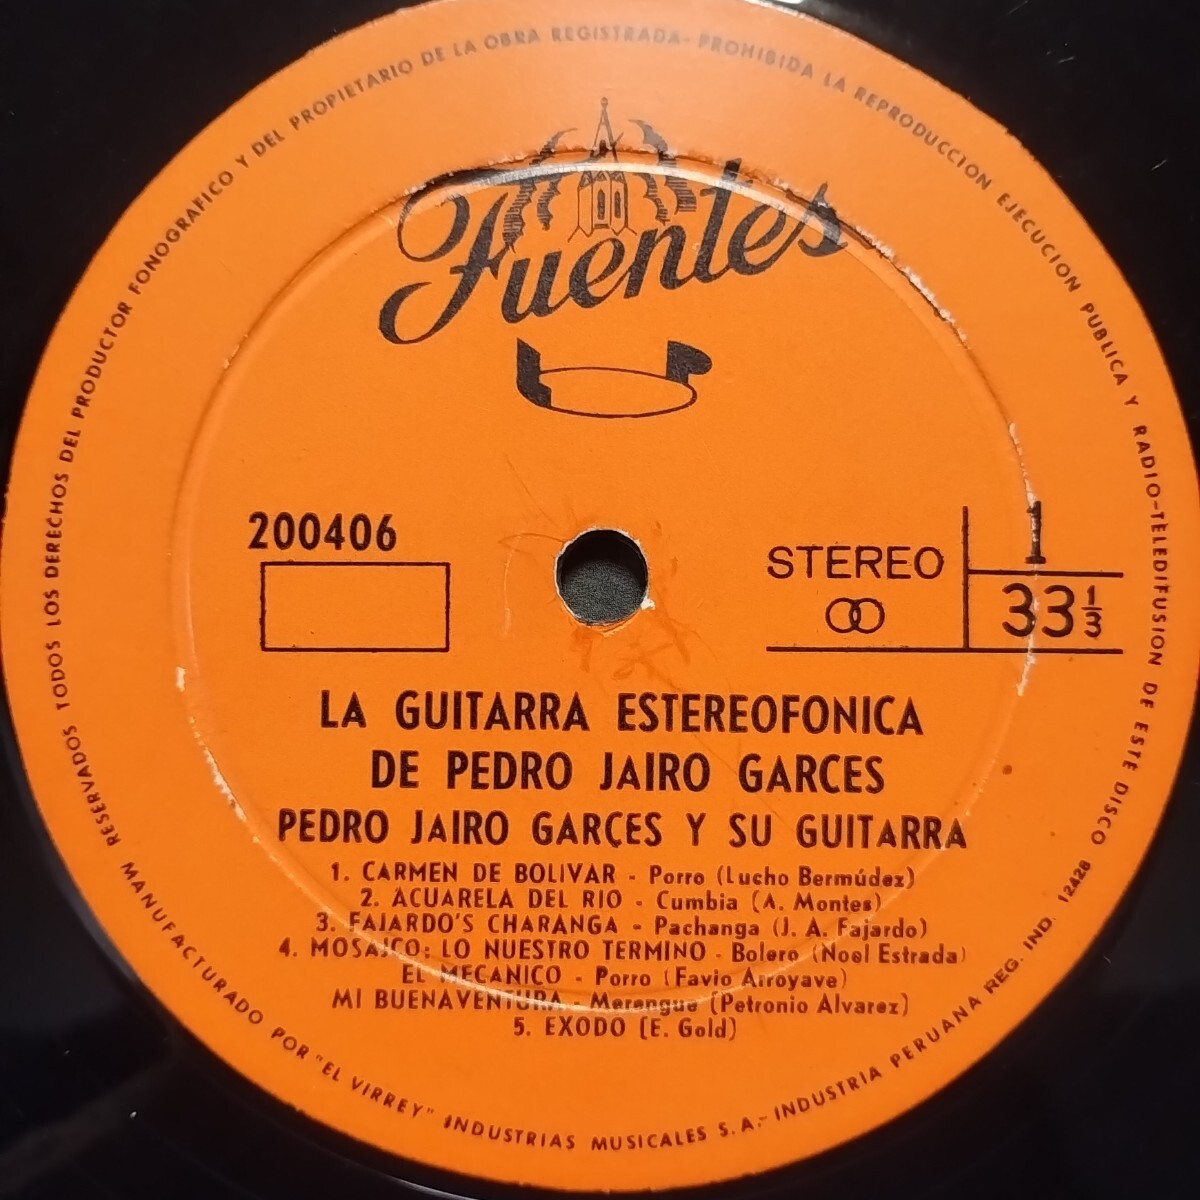 RESERVADOS TODOS LOS DERECHOS DEL PRODUCTOR FONOGRAFICO Y DEL PROPIETARIO DE LA OBRA REGISTRADA- PROHIBIDA LA REPRODUCCION EJECUCION PUBLICA Y RADIO-TELEDIFUSION DE ESTE DISCO
Fuentes
200406
STEREO
1
33 1/3
LA GUITARRA ESTEREOFONICA
DE PEDRO JAIRO GARCES
PEDRO JAIRO GARCES Y SU GUITARRA
1. CARMEN DE BOLIVAR - Porro (Lucho Bermúdez)
2. ACUARELA DEL RIO - Cumbia (A. Montes)
3. FAJARDO'S CHARANGA - Pachanga (J. A. Fajardo)
4. MOSAICO: LO NUESTRO TERMINO - Bolero (Noel Estrada)
EL MECANICO - Porro (Favio Arroyave)
MI BUENAVENTURA - Merengue (Petronio Alvarez)
5. EXODO (E. Gold)
MANUFACTURADO POR "EL VIRREY" INDUSTRIAS MUSICALES S.A.- INDUSTRIA PERUANA REG. IND. 12428